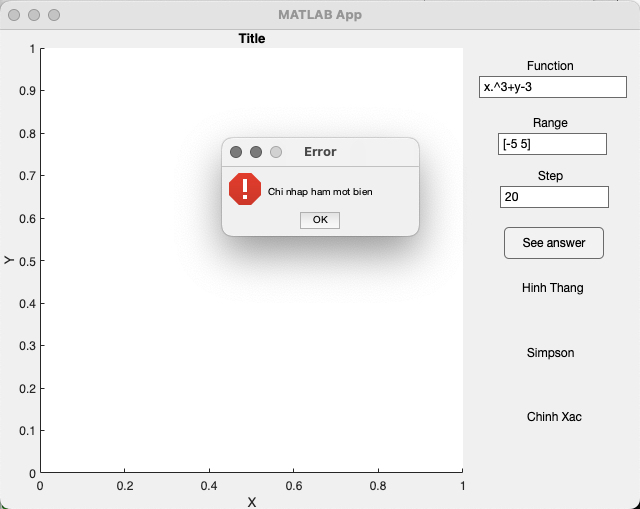 MATLAB App
Title
1
0.9
0.8
0.7
0.6
0.5
0.4
0.3
0.2
0.1
0
Y
0
0.2
0.4
0.6
0.8
1
X
Error
Chi nhap ham mot bien
OK
Function
x.^3+y-3
Range
[-5 5]
Step
20
See answer
Hinh Thang
Simpson
Chinh Xac